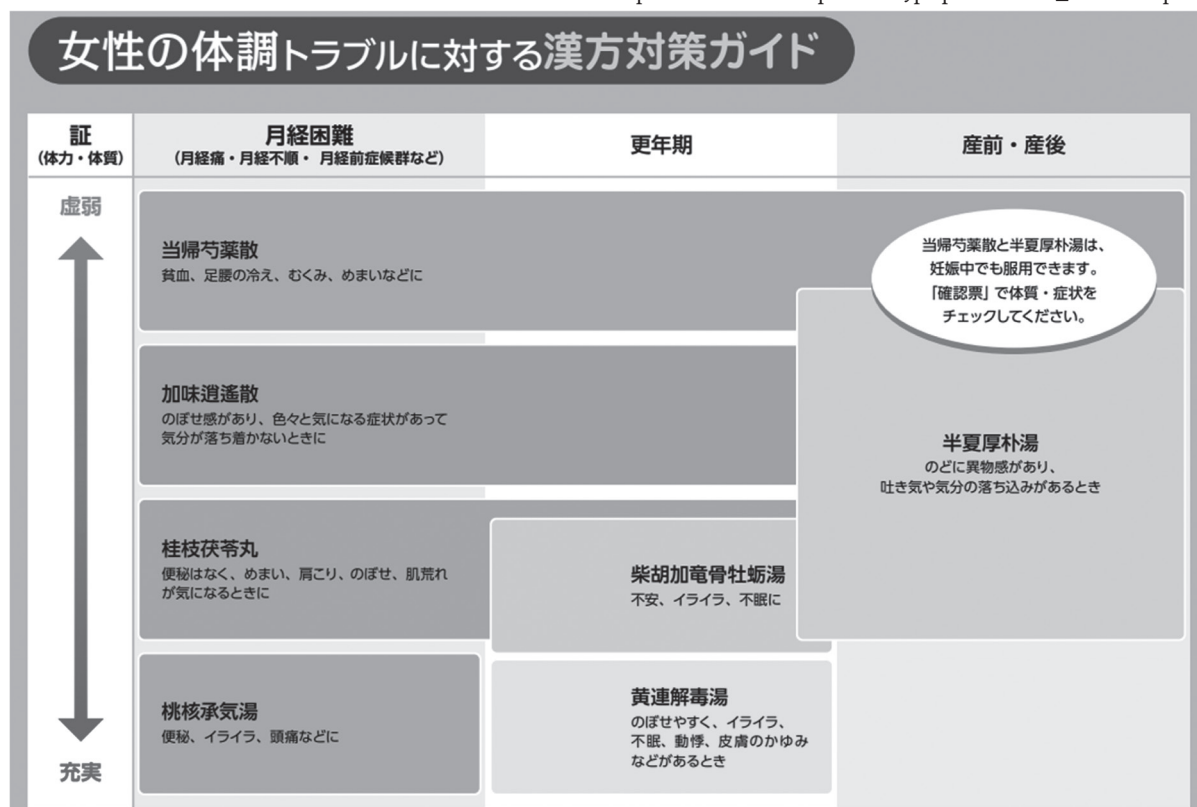 女性の体調トラブルに対する漢方対策ガイド
証
(体力・体質)
月経困難
(月経痛・月経不順・ 月経前症候群など)
更年期
産前・産後
虚弱
充実
当帰芍薬散
貧血、足腰の冷え、むくみ、めまいなどに
当帰芍薬散と半夏厚朴湯は、
妊娠中でも服用できます。
「確認票」で体質・症状を
チェックしてください。
加味逍遙散
のぼせ感があり、色々と気になる症状があって
気分が落ち着かないときに
半夏厚朴湯
のどに異物感があり、
吐き気や気分の落ち込みがあるとき
桂枝茯苓丸
便秘はなく、めまい、肩こり、のぼせ、肌荒れ
が気になるときに
柴胡加竜骨牡蛎湯
不安、イライラ、不眠に
桃核承気湯
便秘、イライラ、頭痛などに
黄連解毒湯
のぼせやすく、イライラ、
不眠、動悸、皮膚のかゆみ
などがあるとき